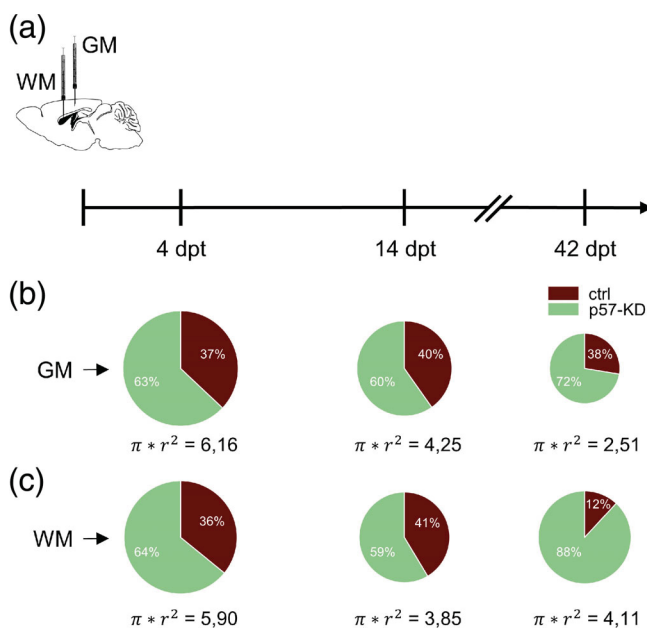 (a)
GM
WM
4 dpt 14 dpt 42 dpt
(b)
ctrl
p57-KD
GM
37% 63%
40% 60%
38% 72%
π * r² = 6,16 π * r² = 4,25 π * r² = 2,51
(c)
WM
36% 64%
41% 59%
12% 88%
π * r² = 5,90 π * r² = 3,85 π * r² = 4,11